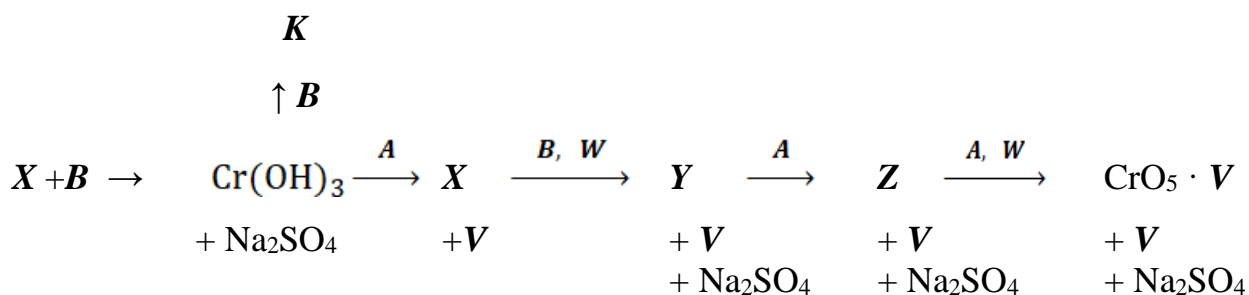 K
↑ B
X +B → Cr(OH)₃ —A→ X —B, W→ Y —A→ Z —A, W→ CrO₅ · V
+ Na₂SO₄ +V + V + V + V
+ Na₂SO₄ + Na₂SO₄ + Na₂SO₄